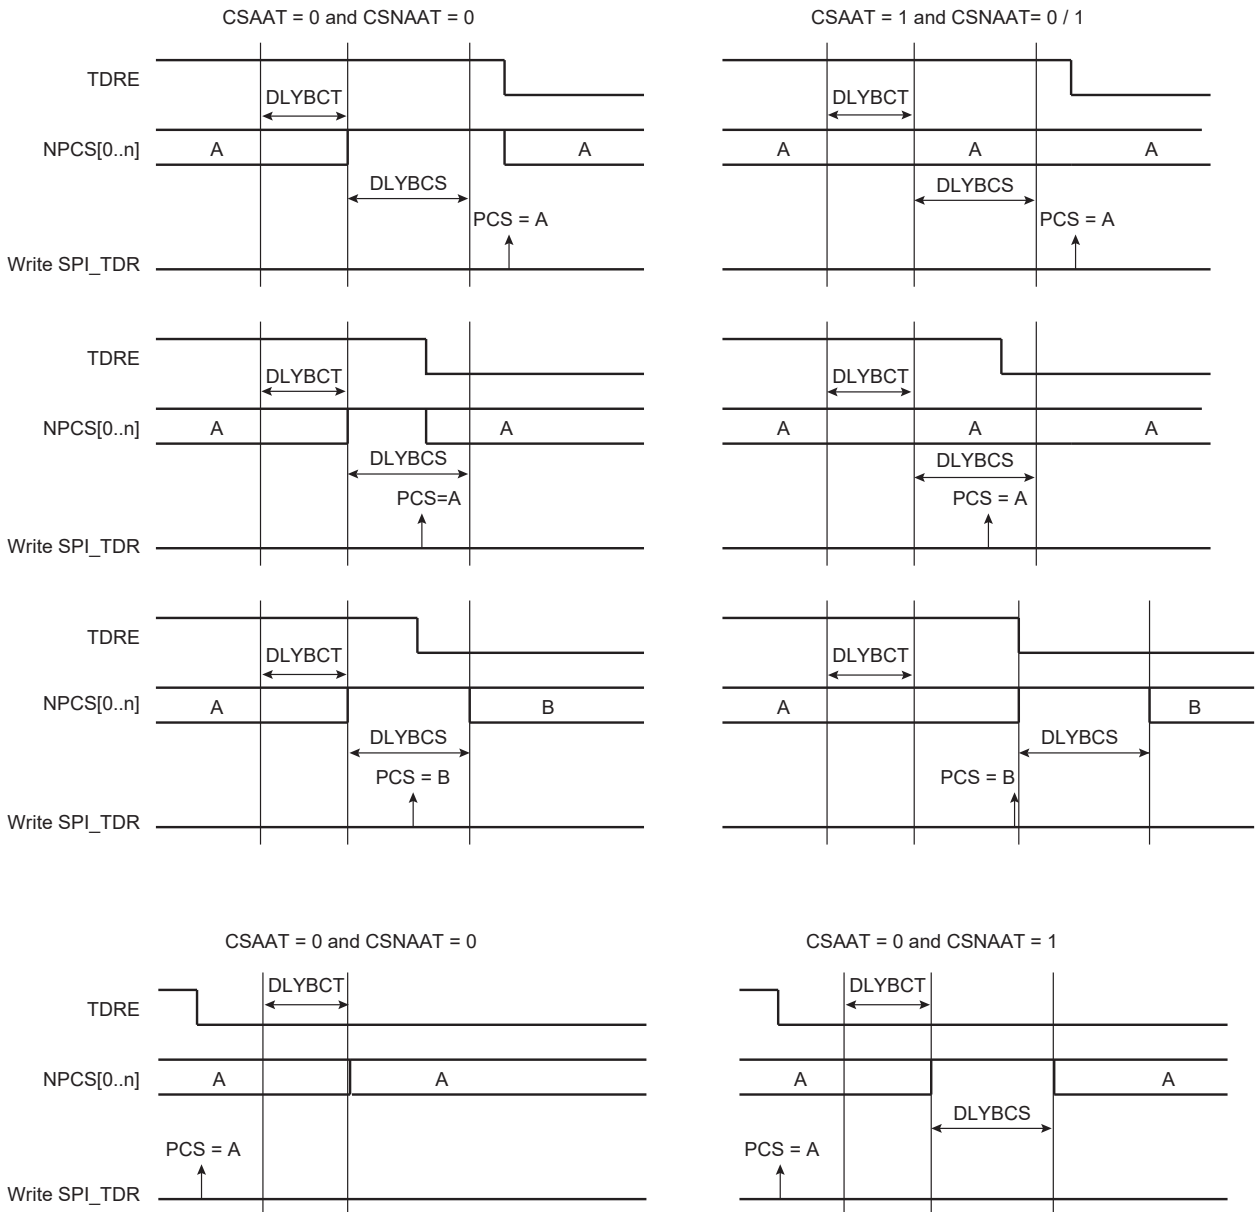 CSAAT = 0 and CSNAAT = 0
CSAAT = 1 and CSNAAT= 0 / 1
TDRE
DLYBCT
DLYBCT
NPCS[0..n]
A
A
A
A
A
DLYBCS
DLYBCS
PCS = A
PCS = A
Write SPI_TDR
TDRE
DLYBCT
DLYBCT
NPCS[0..n]
A
A
A
A
A
DLYBCS
DLYBCS
PCS=A
PCS = A
Write SPI_TDR
TDRE
DLYBCT
DLYBCT
NPCS[0..n]
A
B
A
B
DLYBCS
DLYBCS
PCS = B
PCS = B
Write SPI_TDR
CSAAT = 0 and CSNAAT = 0
CSAAT = 0 and CSNAAT = 1
DLYBCT
DLYBCT
TDRE
NPCS[0..n]
A
A
A
A
DLYBCS
PCS = A
PCS = A
Write SPI_TDR